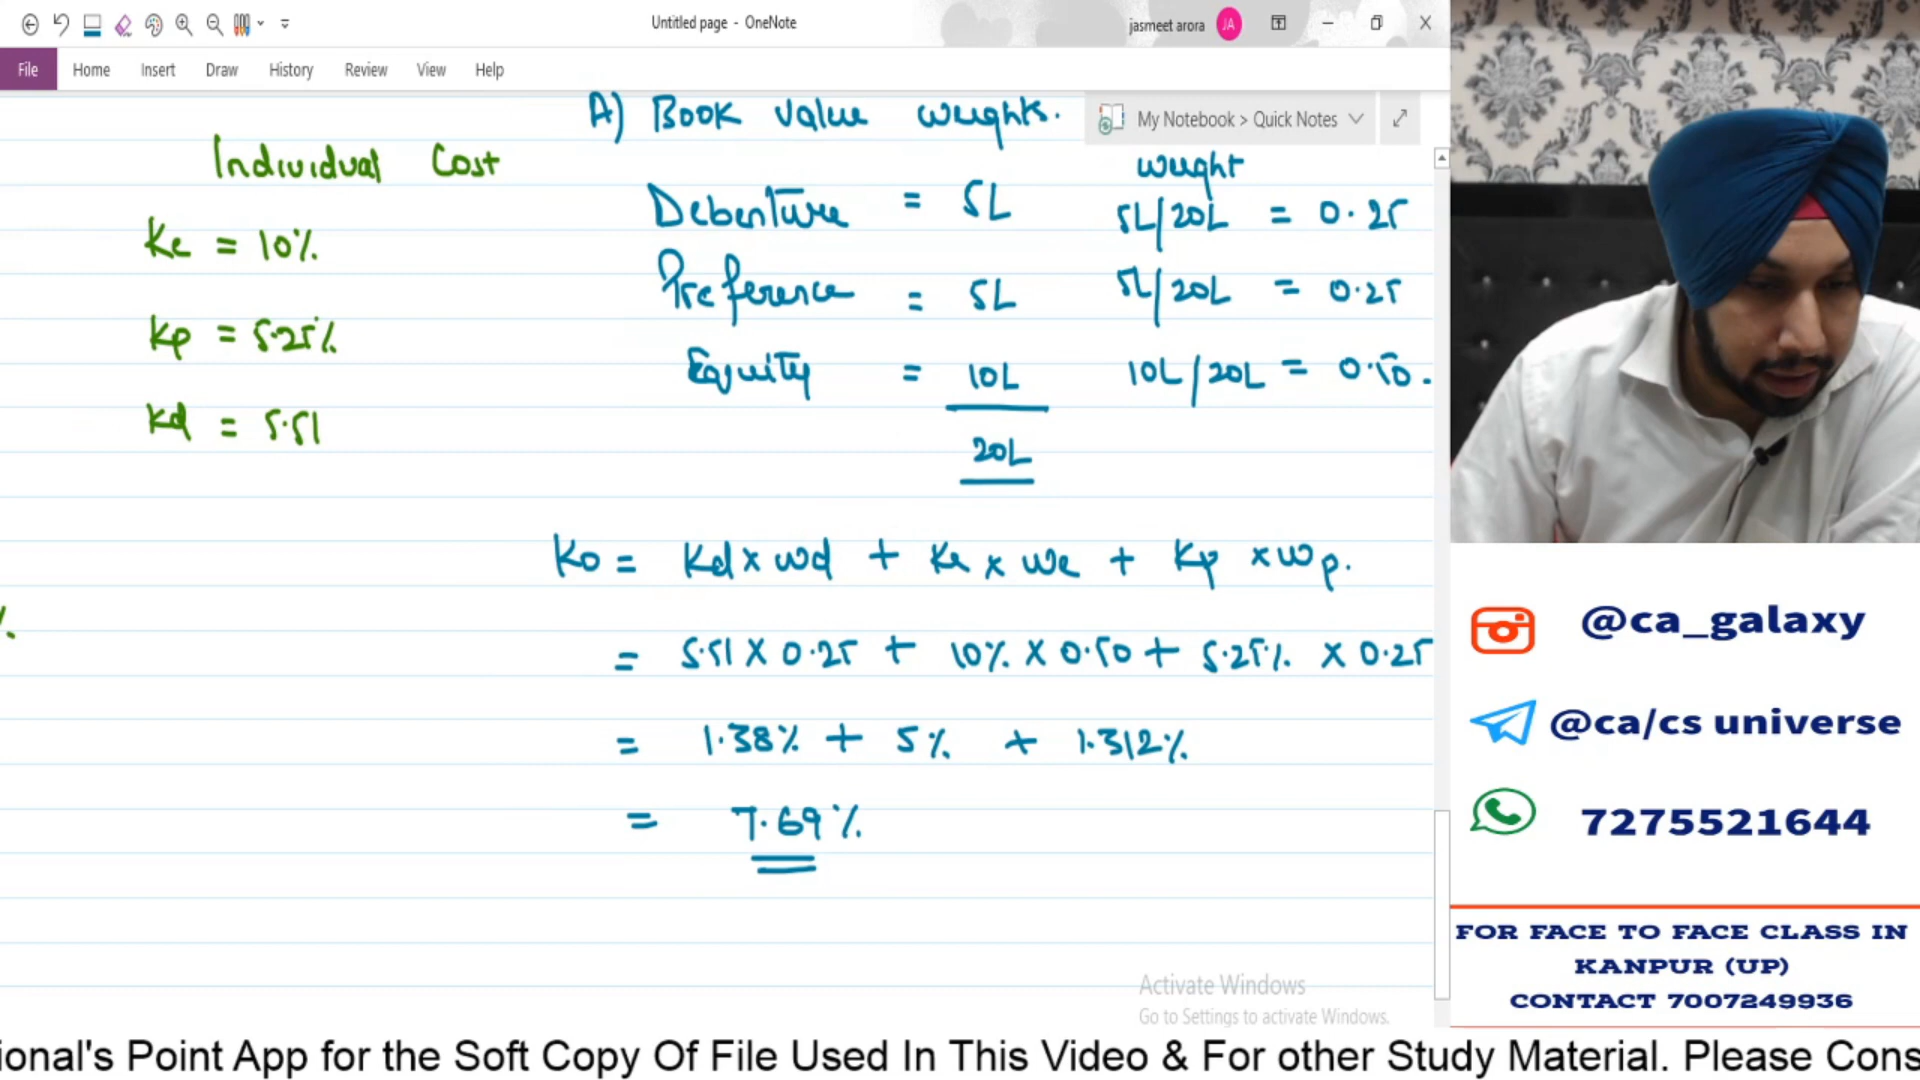 Untitled page - OneNote
jasmeet arora JA
File Home Insert Draw History Review View Help
My Notebook > Quick Notes
A) Book value weights.
Individual Cost
weight
Debenture = 5L 5L/20L = 0.25
Ke = 10%
Preference = 5L 5L/20L = 0.25
Kp = 5.25%
Equity = 10L 10L/20L = 0.50.
Kd = 5.51
20L
Ko = Kd x wd + Ke x we + Kp x wp.
%.
= 5.51 x 0.25 + 10% x 0.50 + 5.25% x 0.25
= 1.38% + 5% + 1.312%
= 7.69%
Activate Windows
Go to Settings to activate Windows.
@ca_galaxy
@ca/cs universe
7275521644
FOR FACE TO FACE CLASS IN
KANPUR (UP)
CONTACT 7007249936
ional's Point App for the Soft Copy Of File Used In This Video & For other Study Material. Please Cons